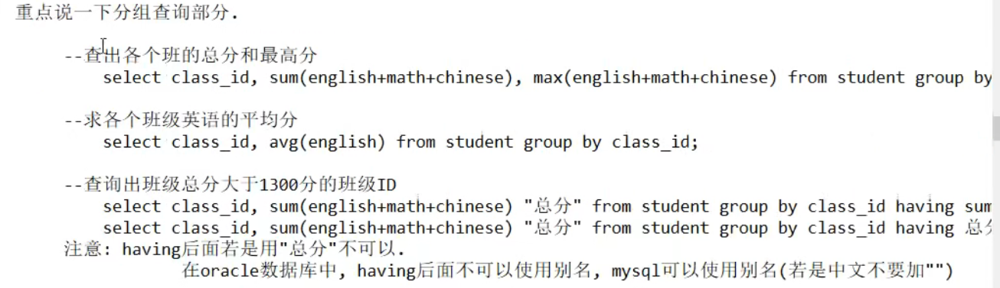 重点说一下分组查询部分.
--查出各个班的总分和最高分
select class_id, sum(english+math+chinese), max(english+math+chinese) from student group by
--求各个班级英语的平均分
select class_id, avg(english) from student group by class_id;
--查询出班级总分大于1300分的班级ID
select class_id, sum(english+math+chinese) "总分" from student group by class_id having sum
select class_id, sum(english+math+chinese) "总分" from student group by class_id having 总
注意: having后面若是用"总分"不可以.
在oracle数据库中, having后面不可以使用别名, mysql可以使用别名(若是中文不要加"")